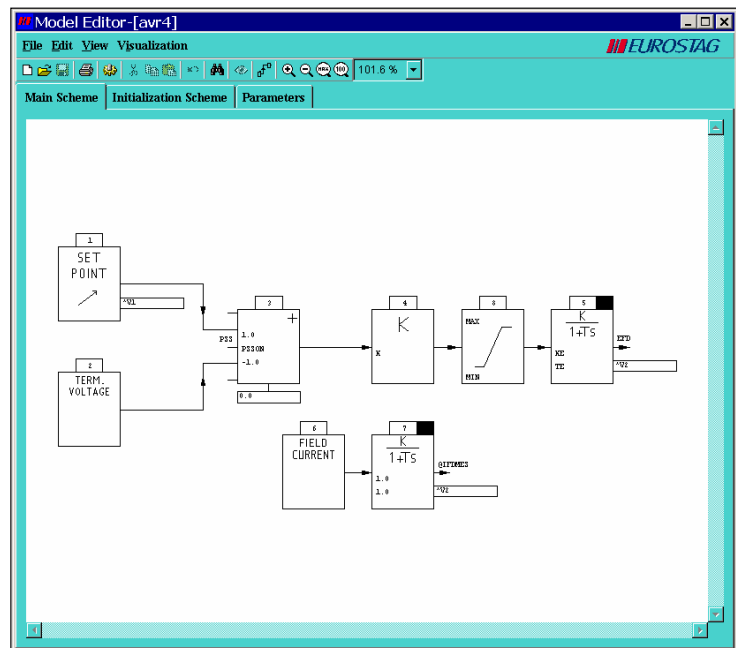 Model Editor-[avr4]
File Edit View Visualization
EUROSTAG
101.6 %
Main Scheme Initialization Scheme Parameters
1
SET
POINT
^V1
2
TERM.
VOLTAGE
3
+
PSS
1.0
PSSON
-1.0
0.0
4
K
K
8
MAX
MIN
5
K
1+Ts
KE
TE
EFD
^V2
6
FIELD
CURRENT
7
K
1+Ts
1.0
1.0
@IFDMES
^V2